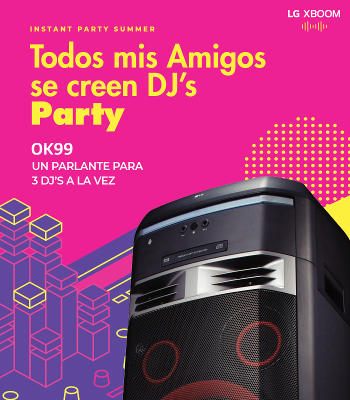 INSTANT PARTY SUMMER
LG XBOOM
Todos mis Amigos
se creen DJ's
Party
OK99
UN PARLANTE PARA
3 DJ'S A LA VEZ